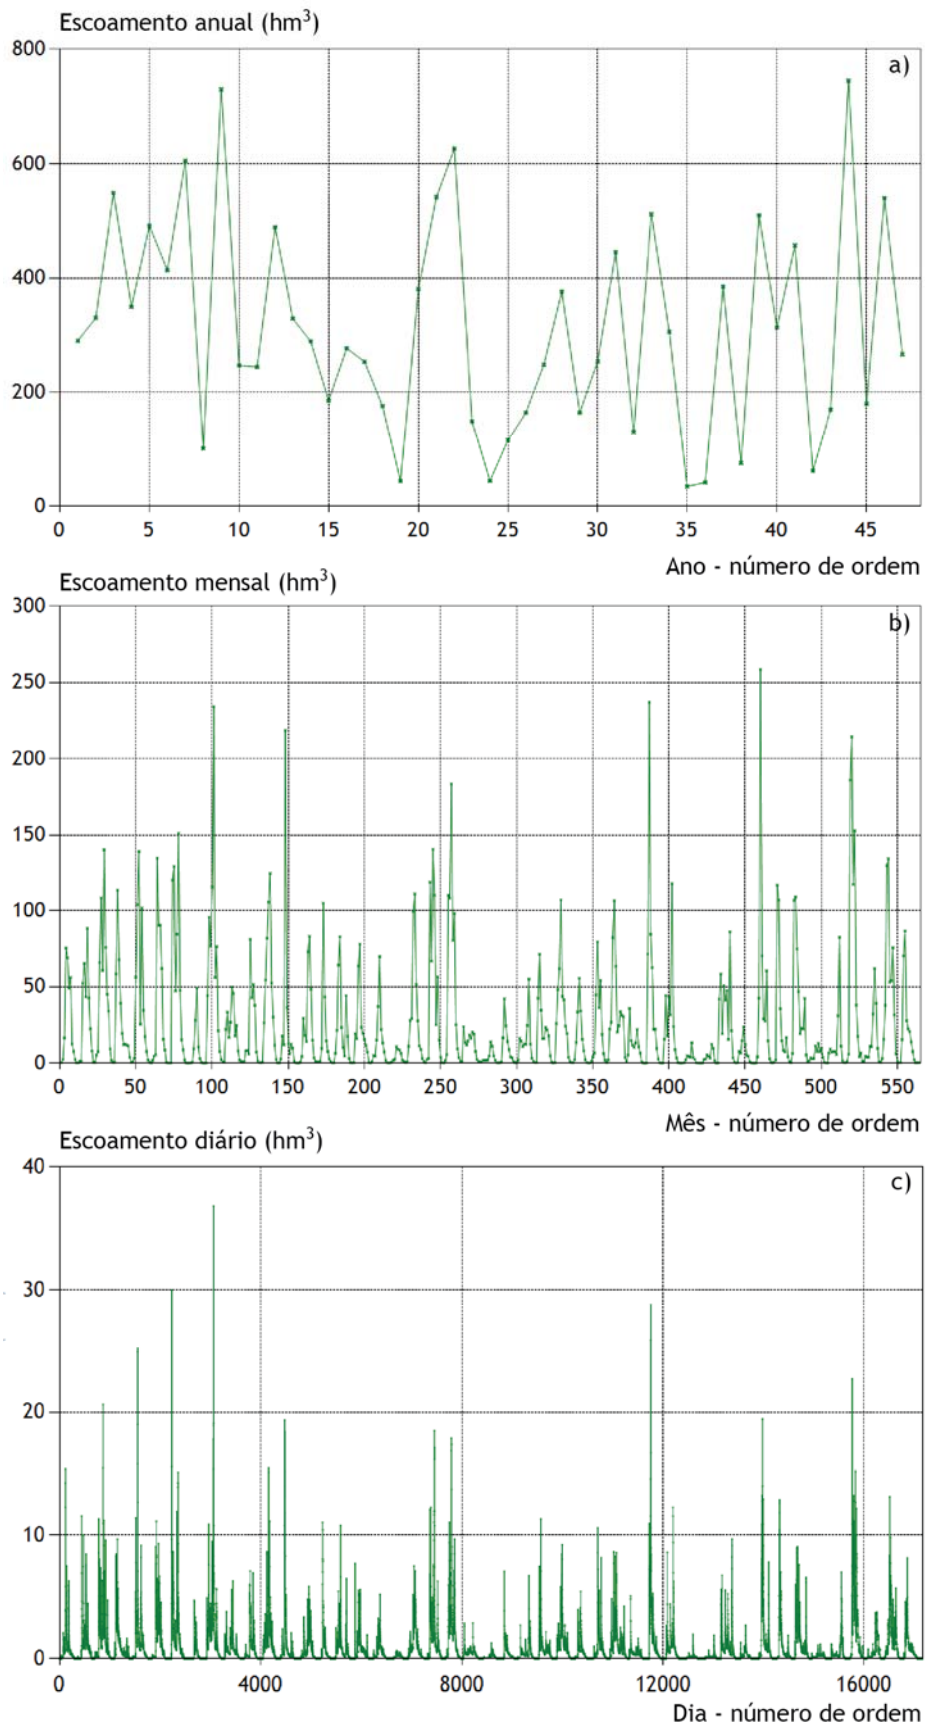 Escoamento anual (hm³)
800
a)
600
400
200
0
0 5 10 15 20 25 30 35 40 45
Ano - número de ordem
Escoamento mensal (hm³)
300
b)
250
200
150
100
50
0
0 50 100 150 200 250 300 350 400 450 500 550
Mês - número de ordem
Escoamento diário (hm³)
40
c)
30
20
10
0
0 4000 8000 12000 16000
Dia - número de ordem